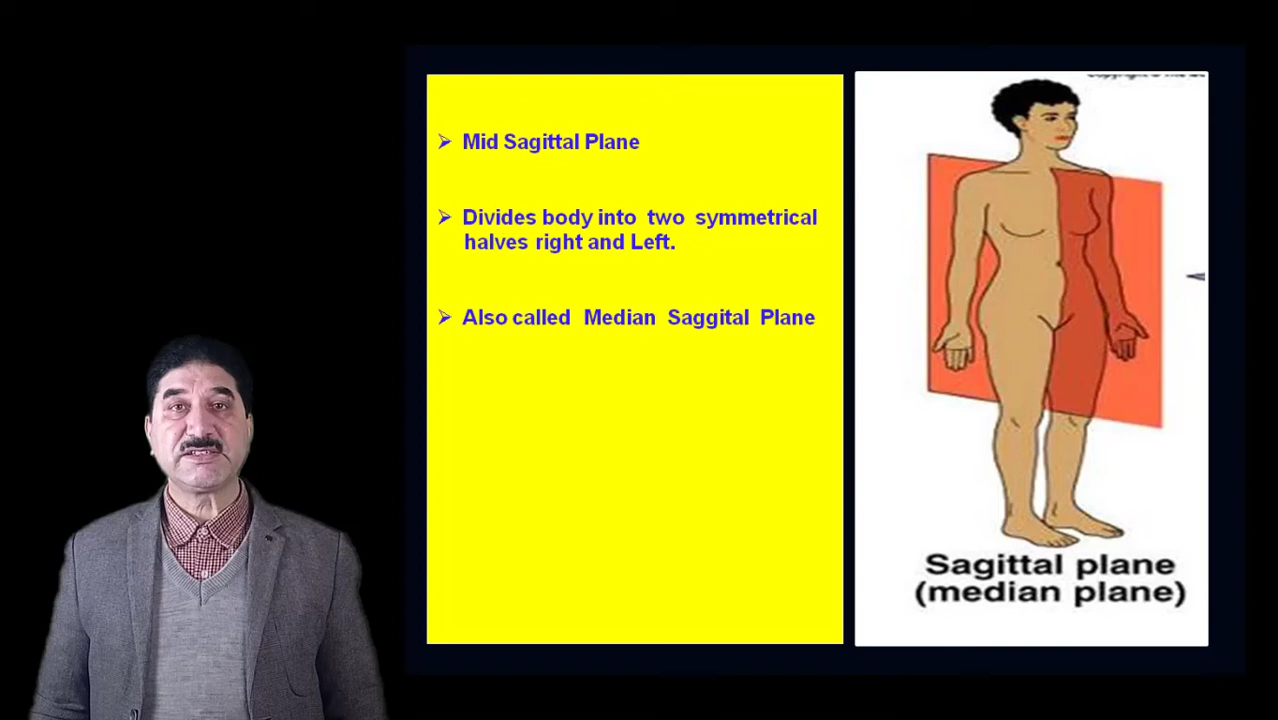 Mid Sagittal Plane
Divides body into two symmetrical
halves right and Left.
Also called Median Saggital Plane
Sagittal plane
(median plane)